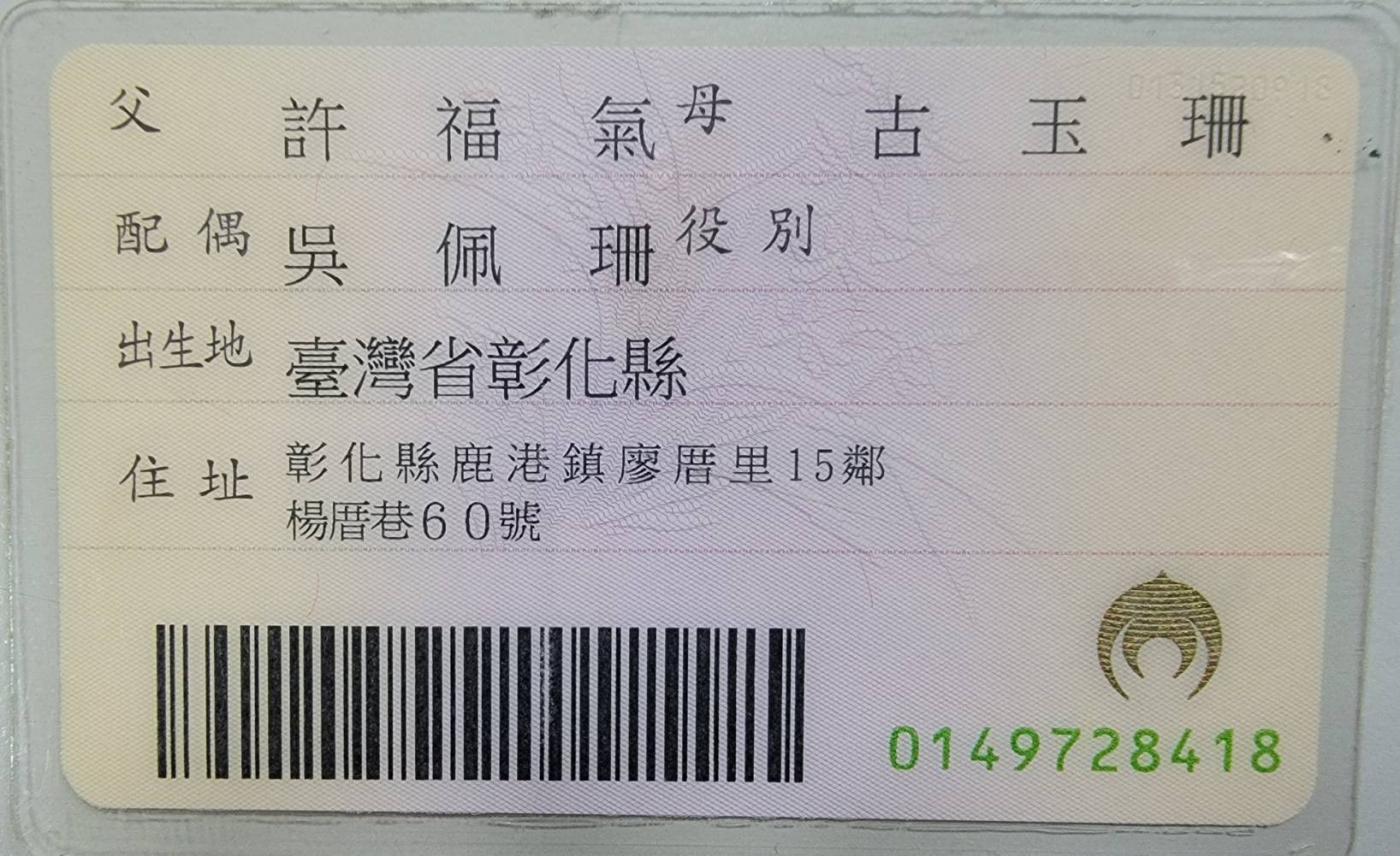 父 許福氣 母 古玉珊
配偶 吳佩珊 役別
出生地 臺灣省彰化縣
住址 彰化縣鹿港鎮廖厝里15鄰
楊厝巷60號
0149728418